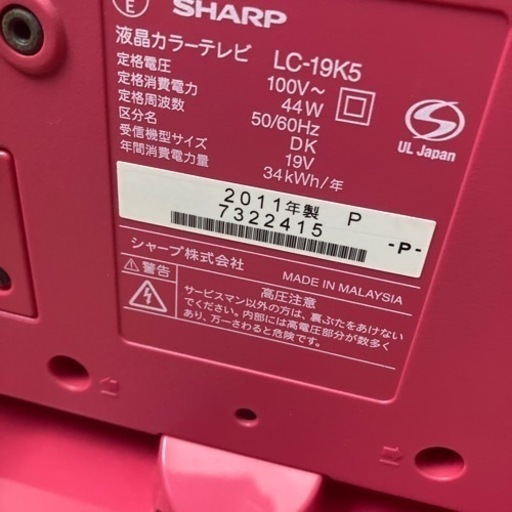 E
SHARP
液晶カラーテレビ LC-19K5
定格電圧 100V～
定格消費電力 44W
定格周波数 50/60Hz
区分名 DK
受信機型サイズ 19V
年間消費電力量 34kWh/年
S
UL Japan
2011年製 P
7322415
-P-
シャープ株式会社
MADE IN MALAYSIA
⚠警告
高圧注意
サービスマン以外の方は、裏ぶたをあけない
でください。内部には高電圧部分が数多く
あり、万一さわると危険です。